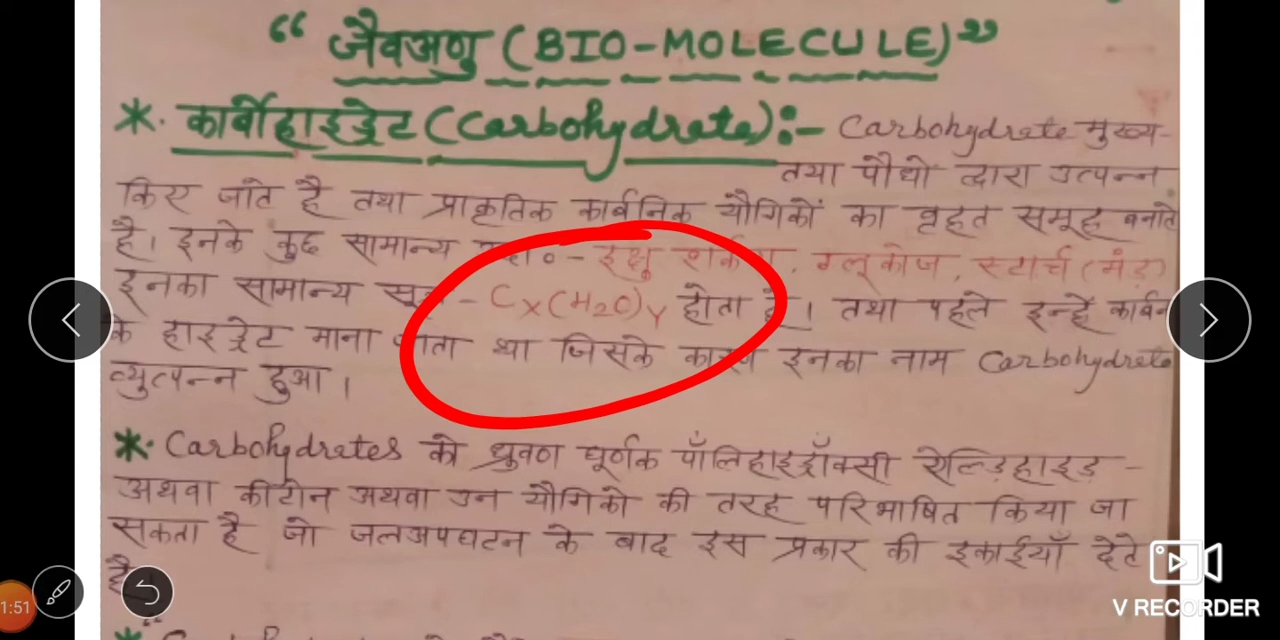 “ जैवअणु (BIO-MOLECULE) ”
*. कार्बोहाइड्रेट (Carbohydrate):- Carbohydrate मुख्य-
तया पौधो द्वारा उत्पन्न
किए जाते है तथा प्राकृतिक कार्बनिक यौगिकों का वृहत समूह बनाते
है। इनके कुछ सामान्य उदा०- इक्षु शर्करा, ग्लूकोज, स्टार्च (मंड)
इनका सामान्य सूत्र - Cx(H2O)y होता है। तथा पहले इन्हें कार्बन
के हाइड्रेट माना जाता था जिसके कारण इनका नाम Carbohydrate
व्युत्पन्न हुआ।
*. Carbohydrates को ध्रुवण घूर्णक पॉलिहाइड्रॉक्सी ऐल्डिहाइड -
अथवा कीटोन अथवा उन यौगिको की तरह परिभाषित किया जा
सकता है जो जलअपघटन के बाद इस प्रकार की इकाईयाँ देते
है
1:51
V RECORDER